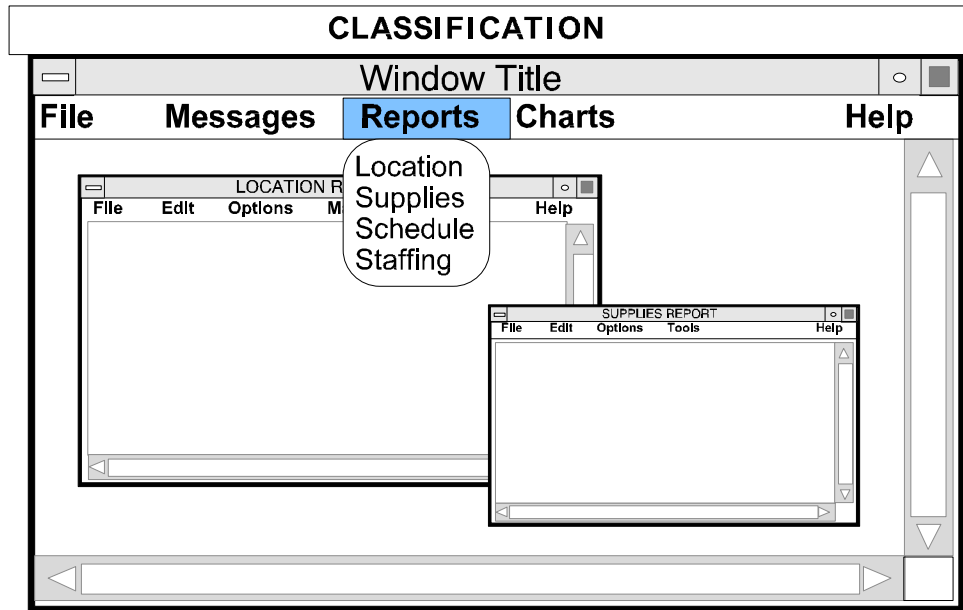 CLASSIFICATION
Window Title
File Messages Reports Charts Help
Location
Supplies
Schedule
Staffing
LOCATION R
File Edit Options M Help
SUPPLIES REPORT
File Edit Options Tools Help